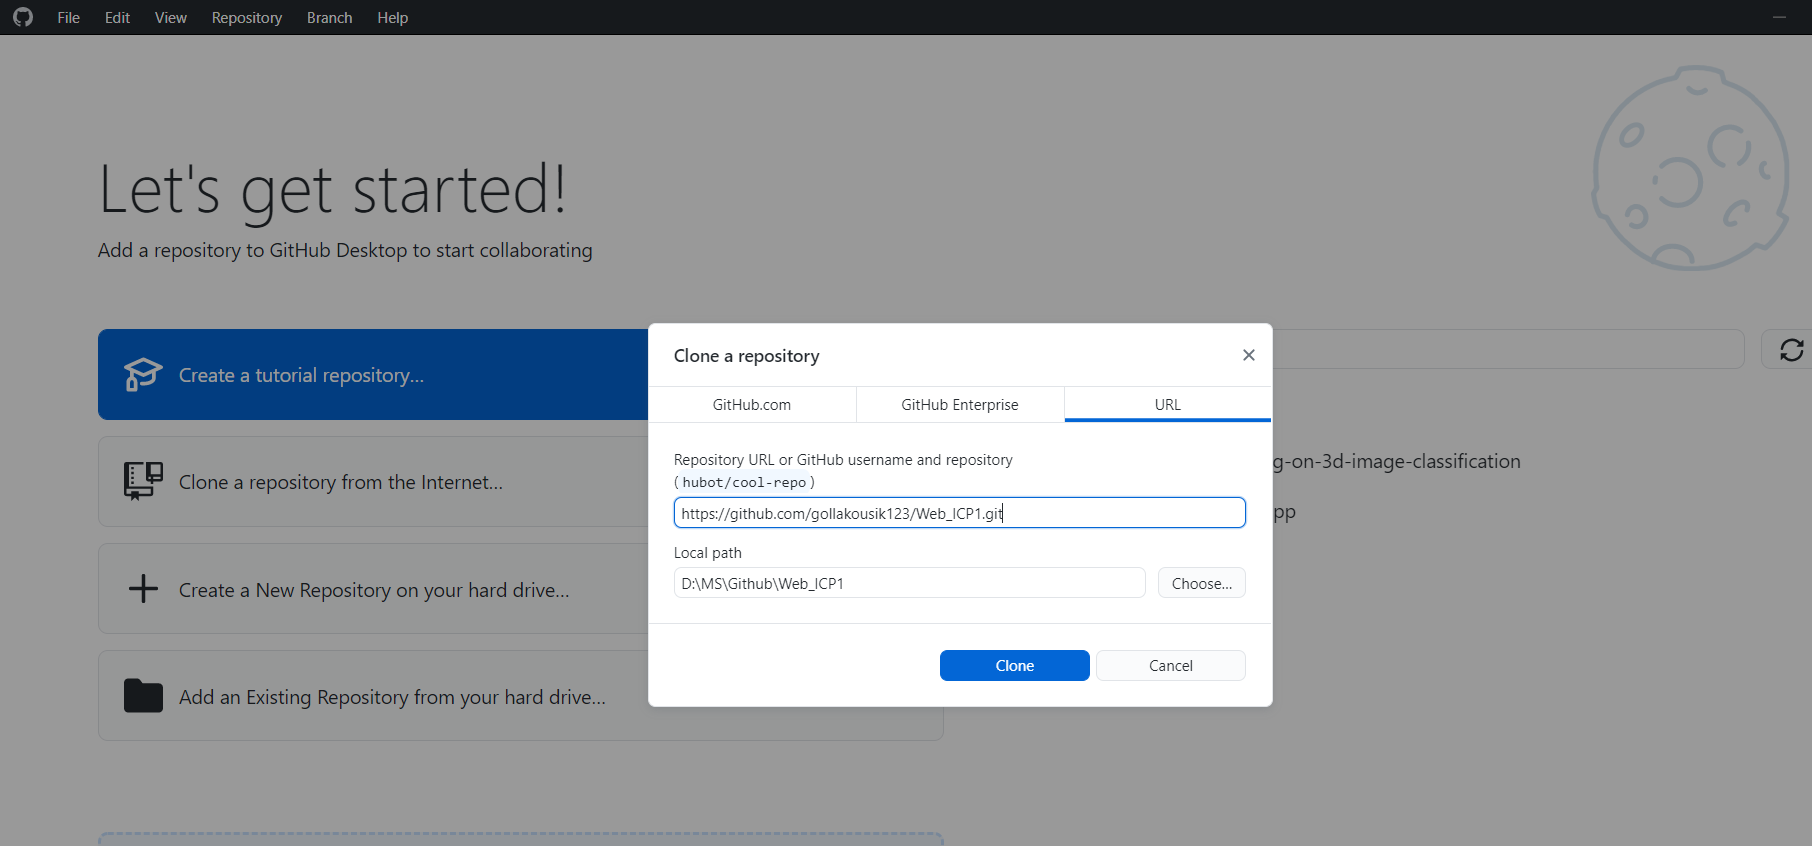 File Edit View Repository Branch Help
Let's get started!
Add a repository to GitHub Desktop to start collaborating
Create a tutorial repository...
Clone a repository from the Internet...
Create a New Repository on your hard drive...
Add an Existing Repository from your hard drive...
Clone a repository
GitHub.com GitHub Enterprise URL
Repository URL or GitHub username and repository
(hubot/cool-repo)
https://github.com/gollakousik123/Web_ICP1.git
Local path
D:\MS\Github\Web_ICP1 Choose...
Clone Cancel
g-on-3d-image-classification
pp